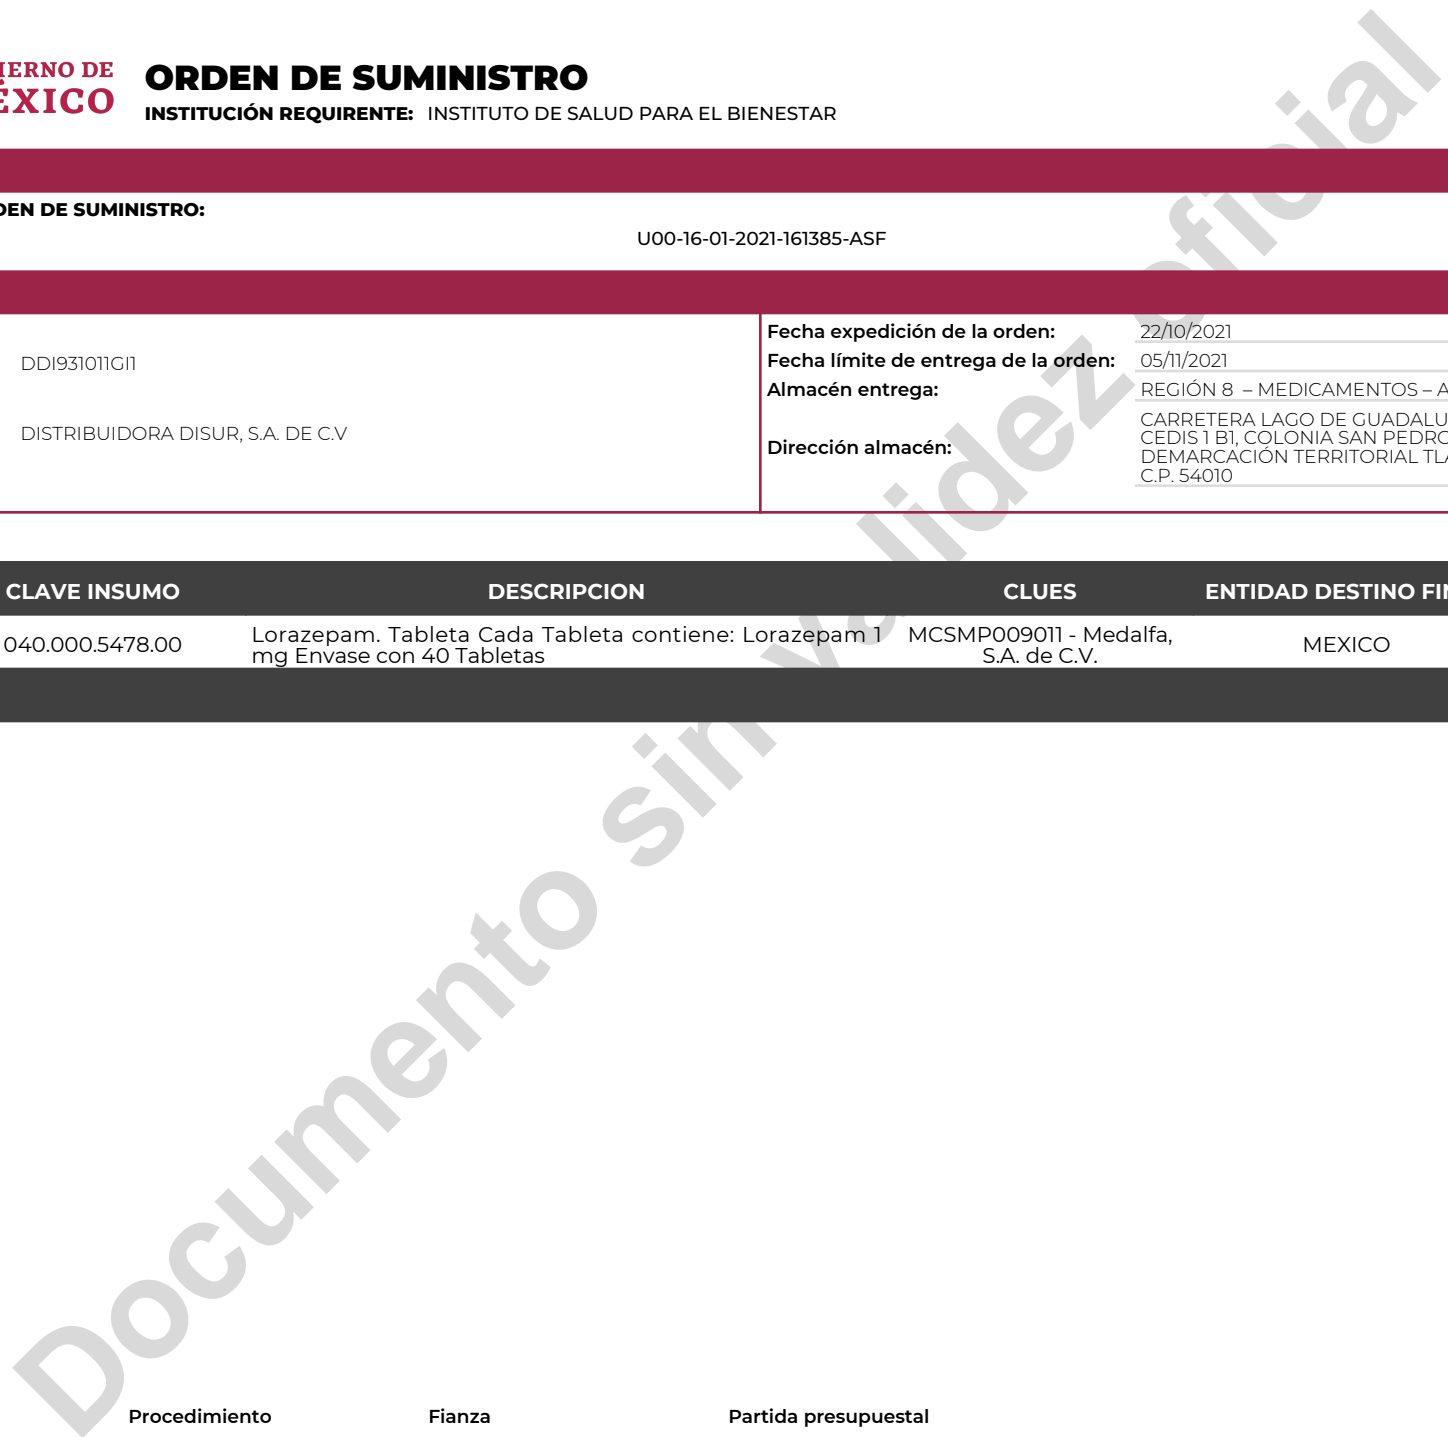 IERNO DE
ÉXICO
ORDEN DE SUMINISTRO
INSTITUCIÓN REQUIRENTE: INSTITUTO DE SALUD PARA EL BIENESTAR
DEN DE SUMINISTRO:
U00-16-01-2021-161385-ASF
DDI931011GI1
DISTRIBUIDORA DISUR, S.A. DE C.V
Fecha expedición de la orden: 22/10/2021
Fecha límite de entrega de la orden: 05/11/2021
Almacén entrega: REGIÓN 8 – MEDICAMENTOS – A
Dirección almacén:
CARRETERA LAGO DE GUADALU
CEDIS 1 B1, COLONIA SAN PEDRO
DEMARCACIÓN TERRITORIAL TLA
C.P. 54010
CLAVE INSUMO DESCRIPCION CLUES ENTIDAD DESTINO FIN
040.000.5478.00
Lorazepam. Tableta Cada Tableta contiene: Lorazepam 1
mg Envase con 40 Tabletas
MCSMP009011 - Medalfa,
S.A. de C.V.
MEXICO
Documento sin validez oficial
Procedimiento Fianza Partida presupuestal